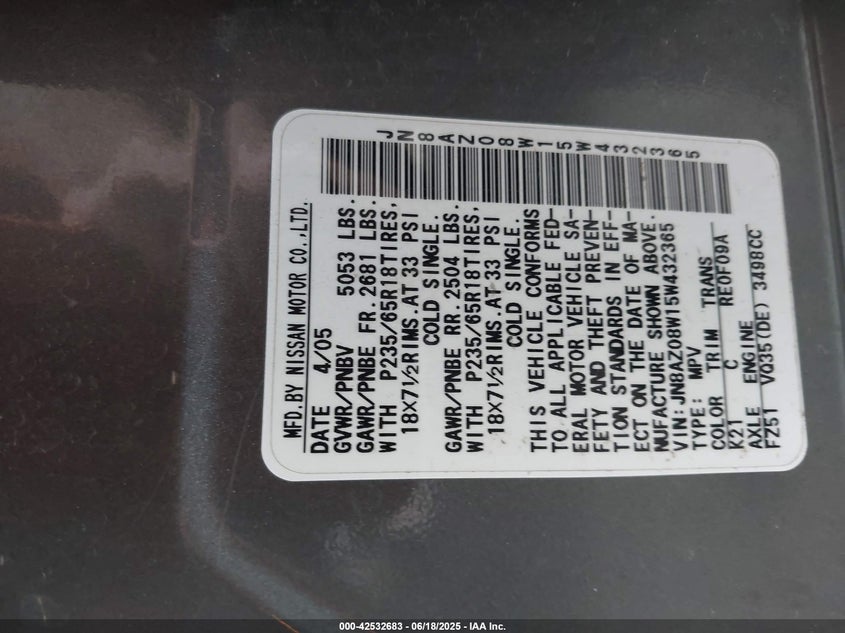 JN8AZ08W15W432365
MFD.BY NISSAN MOTOR CO.,LTD.
DATE 4/05
GVWR/PNBV 5053 LBS.
GAWR/PNBE FR. 2681 LBS.
WITH P235/65R18TIRES,
18X7½RIMS.AT 33 PSI
COLD SINGLE.
GAWR/PNBE RR. 2504 LBS.
WITH P235/65R18TIRES,
18X7½RIMS.AT 33 PSI
COLD SINGLE.
THIS VEHICLE CONFORMS
TO ALL APPLICABLE FED-
ERAL MOTOR VEHICLE SA-
FETY AND THEFT PREVEN-
TION STANDARDS IN EFF-
ECT ON THE DATE OF MA-
NUFACTURE SHOWN ABOVE.
VIN:JN8AZ08W15W432365
TYPE: MPV
COLOR TRIM TRANS
K21 C RE0F09A
AXLE ENGINE
FZ51 VQ35(DE) 3498CC
000-42532683 - 06/18/2025 - IAA Inc.